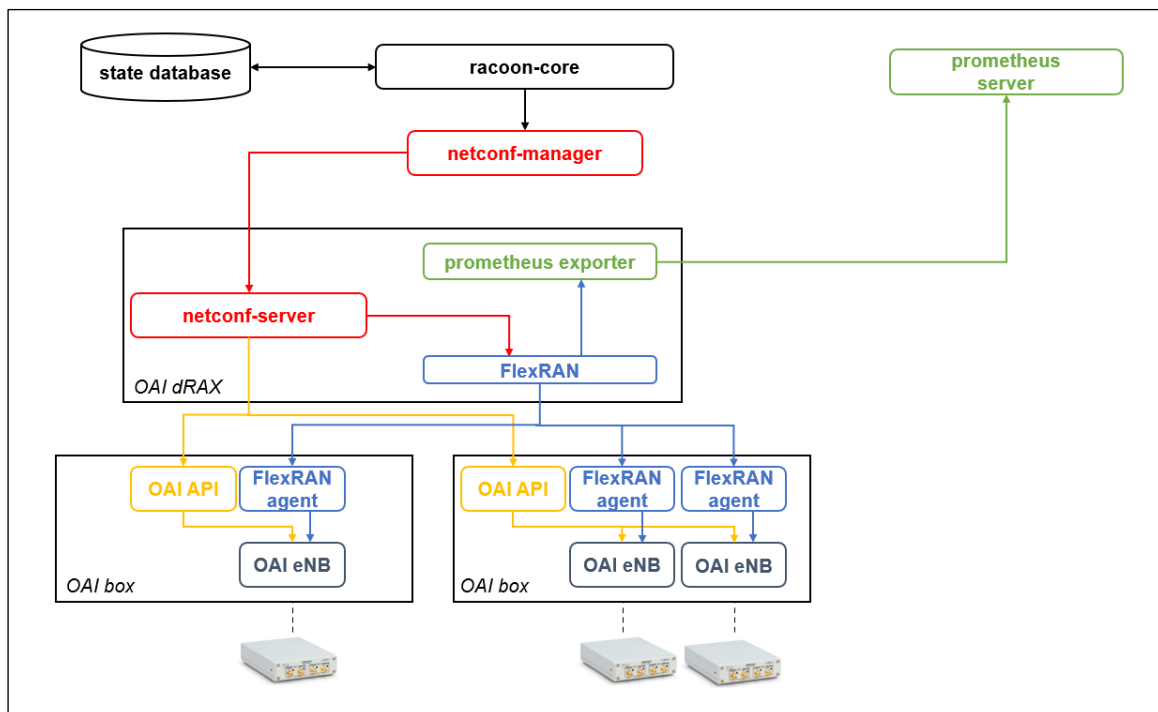 state database
racoon-core
prometheus
server
netconf-manager
prometheus exporter
netconf-server
FlexRAN
OAI dRAX
OAI API
FlexRAN
agent
OAI eNB
OAI box
OAI API
FlexRAN
agent
FlexRAN
agent
OAI eNB
OAI eNB
OAI box